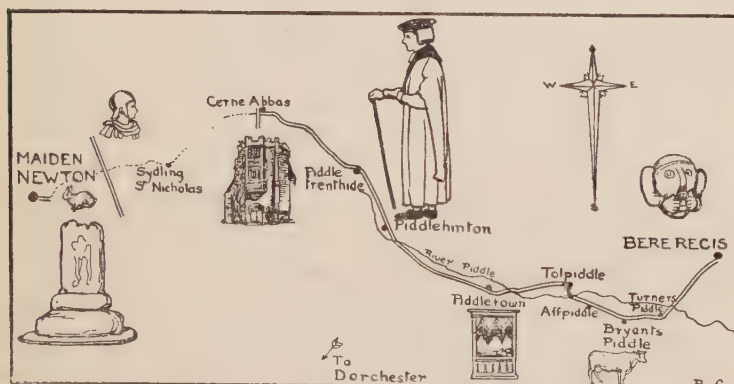 Cerne Abbas
W E
S
MAIDEN
NEWTON
Sydling
St Nicholas
Piddle
Trenthide
Piddlehinton
BERE REGIS
River Piddle
Tolpiddle
Piddletown
Affpiddle
Turners
Piddle
Bryants
Piddle
To
Dorchester